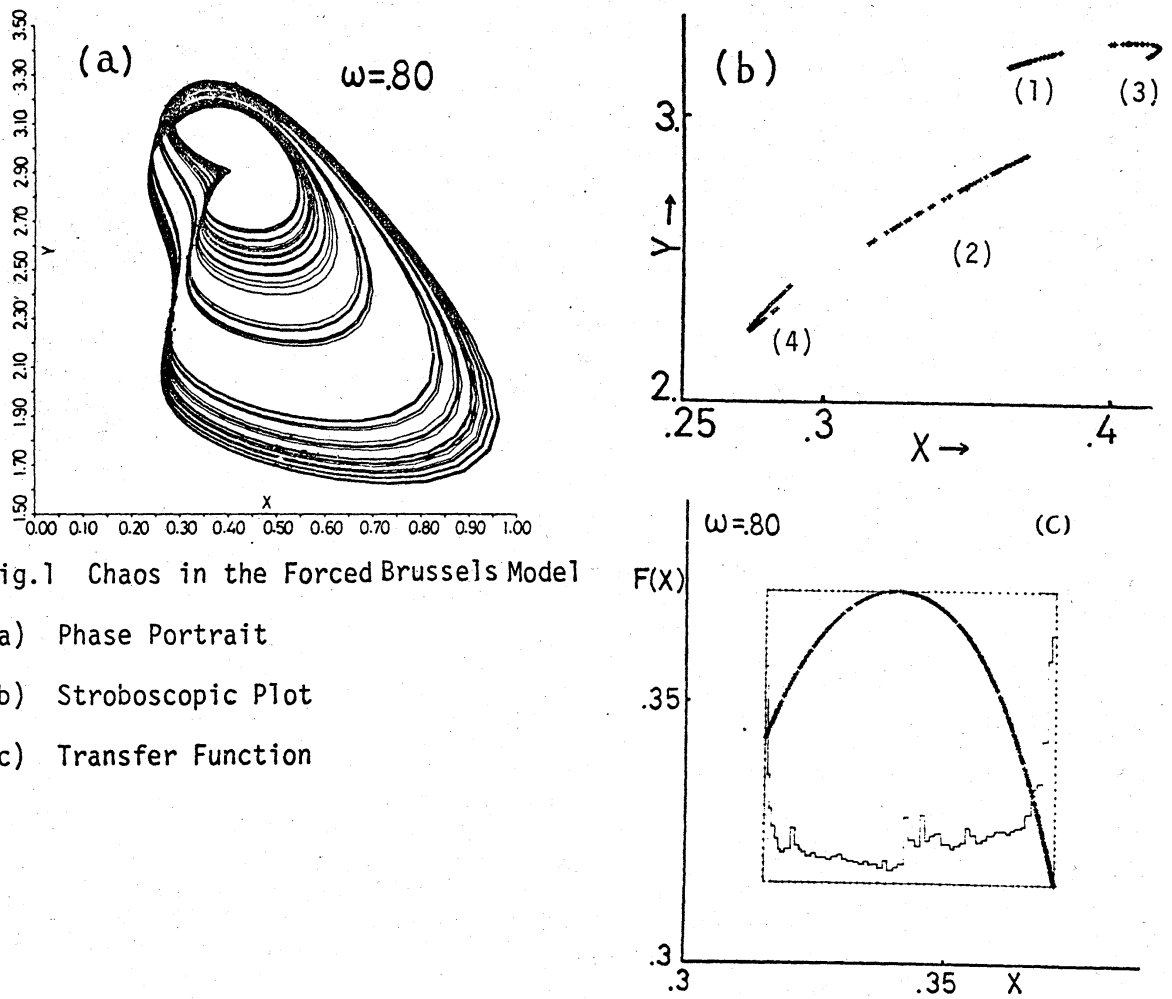 (a)
ω=.80
3.50
3.30
3.10
2.90
2.70
2.50
2.30
2.10
1.90
1.70
1.50
Y
X
0.00 0.10 0.20 0.30 0.40 0.50 0.60 0.70 0.80 0.90 1.00
(b)
3.
Y→
2.
(1)
(3)
(2)
(4)
.25 .3 .4
X→
ω=.80 (C)
F(X)
.35
.3
.3 .35 X
ig.1 Chaos in the Forced Brussels Model
a) Phase Portrait
b) Stroboscopic Plot
c) Transfer Function